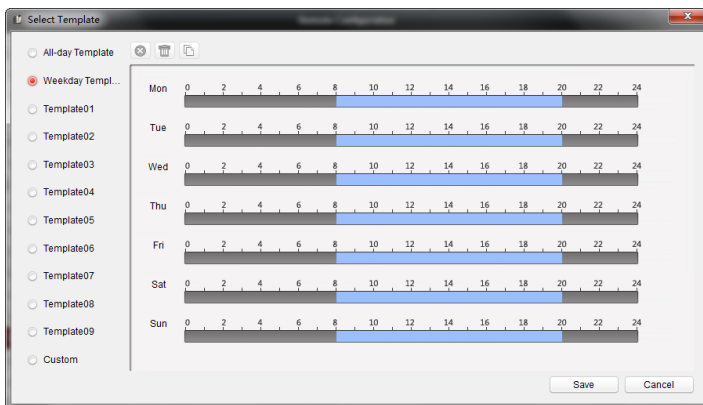 Select Template
All-day Template
Weekday Templ...
Template01
Template02
Template03
Template04
Template05
Template06
Template07
Template08
Template09
Custom
Mon 0 2 4 6 8 10 12 14 16 18 20 22 24
Tue 0 2 4 6 8 10 12 14 16 18 20 22 24
Wed 0 2 4 6 8 10 12 14 16 18 20 22 24
Thu 0 2 4 6 8 10 12 14 16 18 20 22 24
Fri 0 2 4 6 8 10 12 14 16 18 20 22 24
Sat 0 2 4 6 8 10 12 14 16 18 20 22 24
Sun 0 2 4 6 8 10 12 14 16 18 20 22 24
Save Cancel